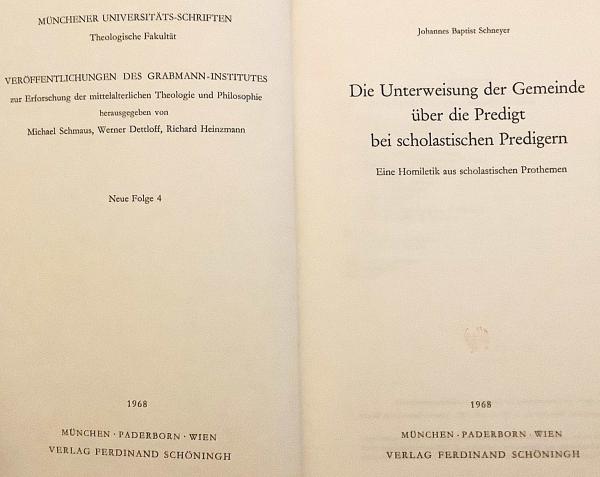 MÜNCHENER UNIVERSITÄTS-SCHRIFTEN
Theologische Fakultät
VERÖFFENTLICHUNGEN DES GRABMANN-INSTITUTES
zur Erforschung der mittelalterlichen Theologie und Philosophie
herausgegeben von
Michael Schmaus, Werner Dettloff, Richard Heinzmann
Neue Folge 4
1968
MÜNCHEN · PADERBORN · WIEN
VERLAG FERDINAND SCHÖNINGH
Johannes Baptist Schneyer
Die Unterweisung der Gemeinde
über die Predigt
bei scholastischen Predigern
Eine Homiletik aus scholastischen Prothemen
1968
MÜNCHEN · PADERBORN · WIEN
VERLAG FERDINAND SCHÖNINGH